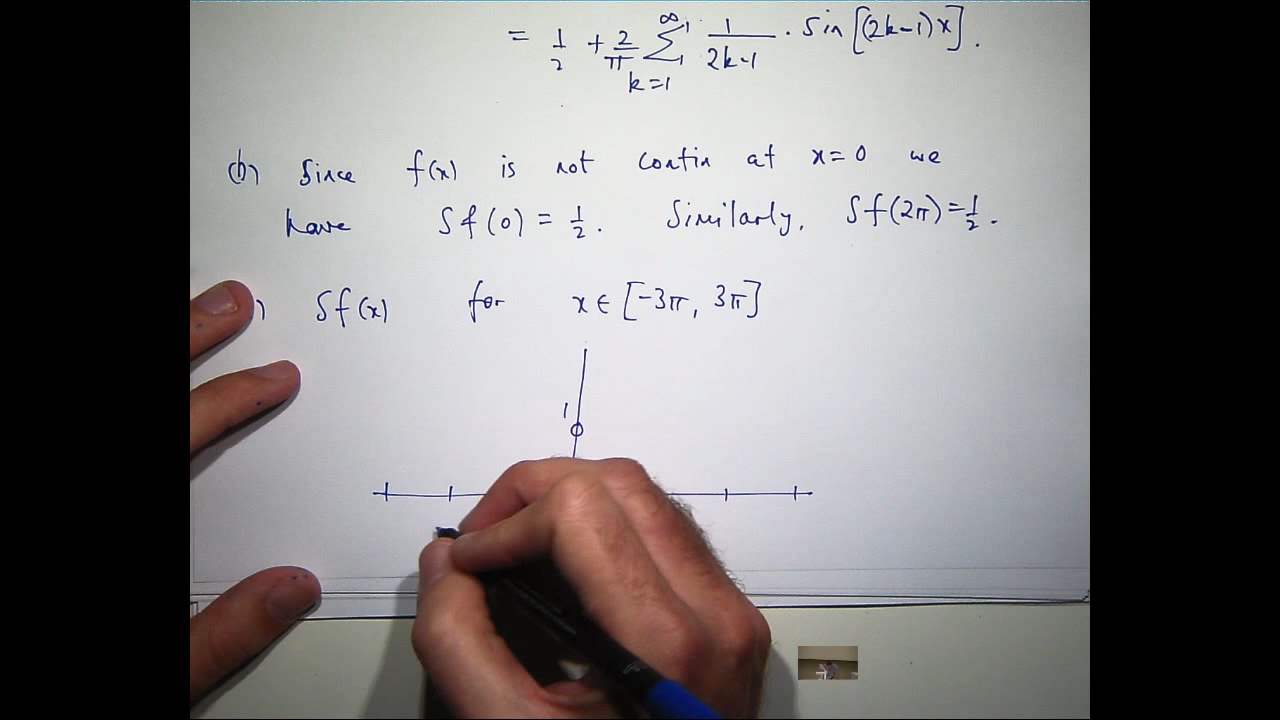 = 1/2 + 2/π ∑_{k=1}^{∞} 1/(2k-1) · sin[(2k-1)x].
(b) Since f(x) is not contin at x=0 we
have Sf(0) = 1/2. Similarly, Sf(2π) = 1/2.
) Sf(x) for x ∈ [-3π, 3π]
1